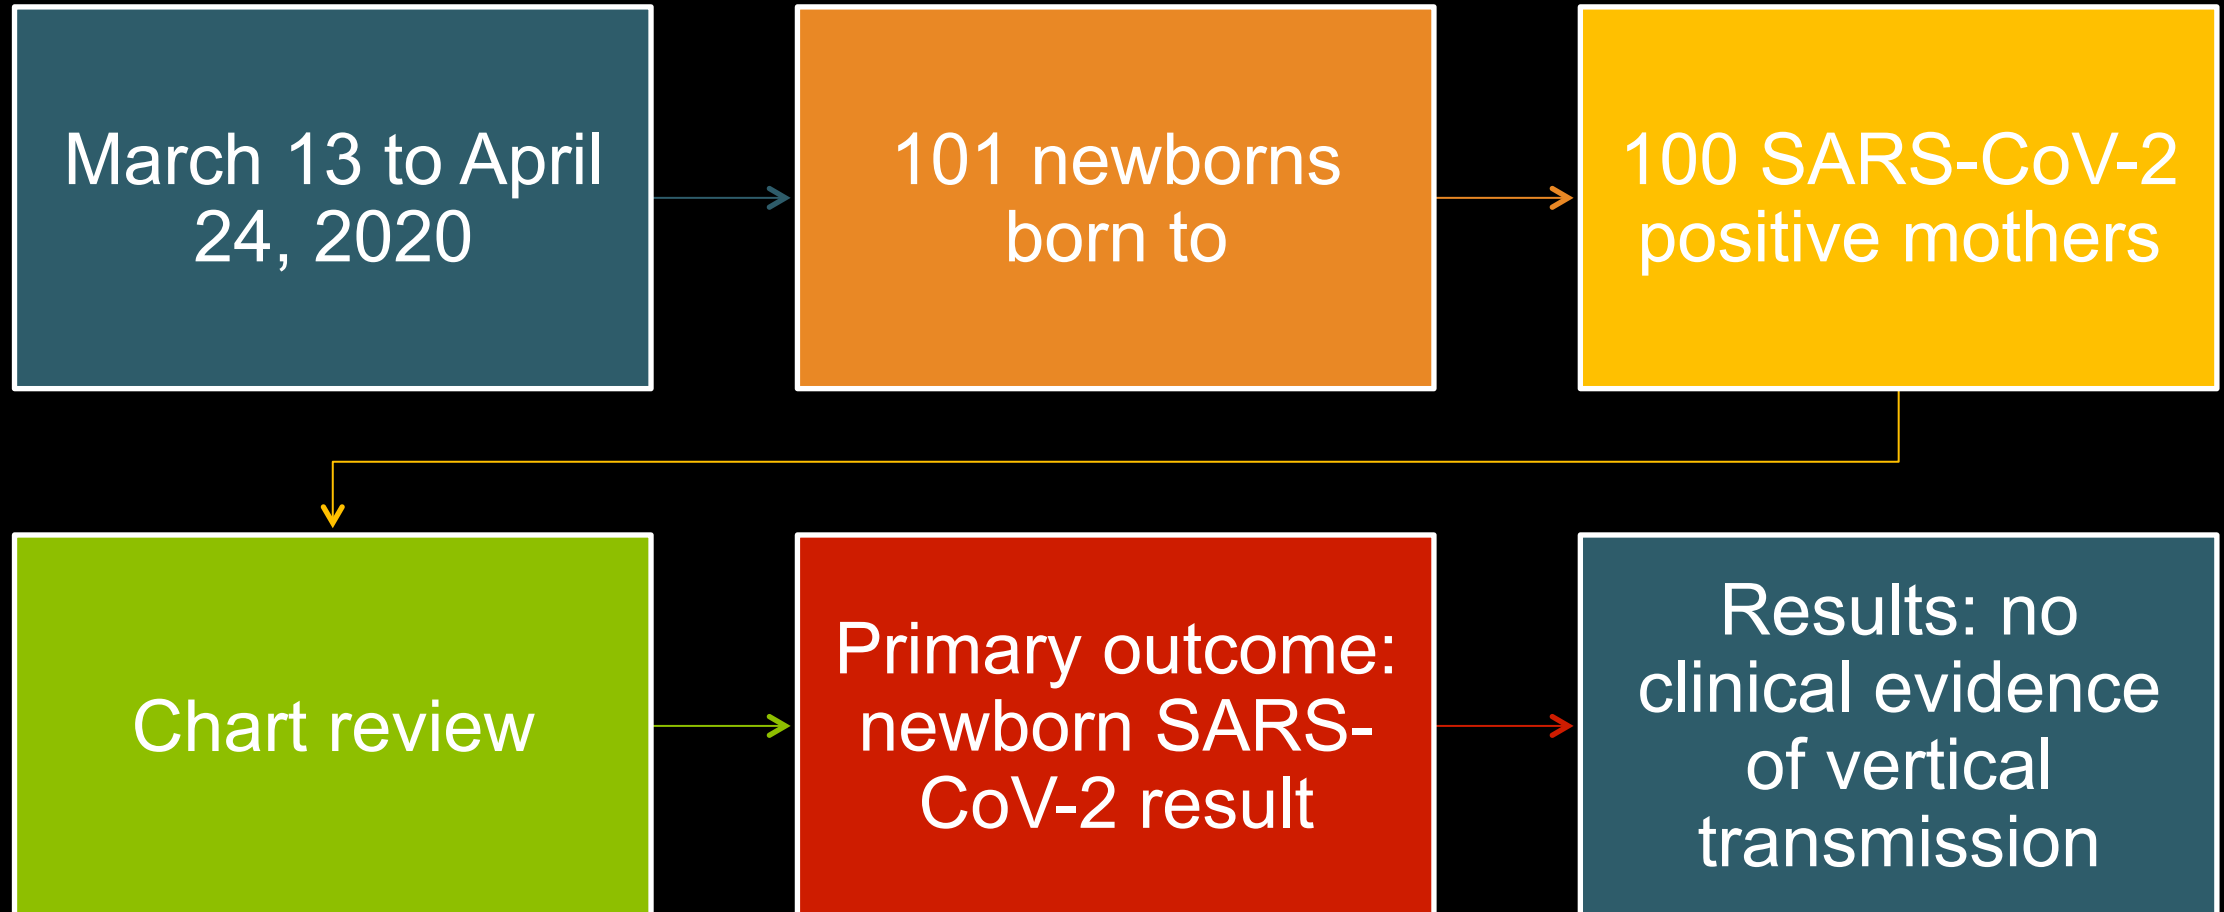 March 13 to April
24, 2020
101 newborns
born to
100 SARS-CoV-2
positive mothers
Chart review
Primary outcome:
newborn SARS-
CoV-2 result
Results: no
clinical evidence
of vertical
transmission